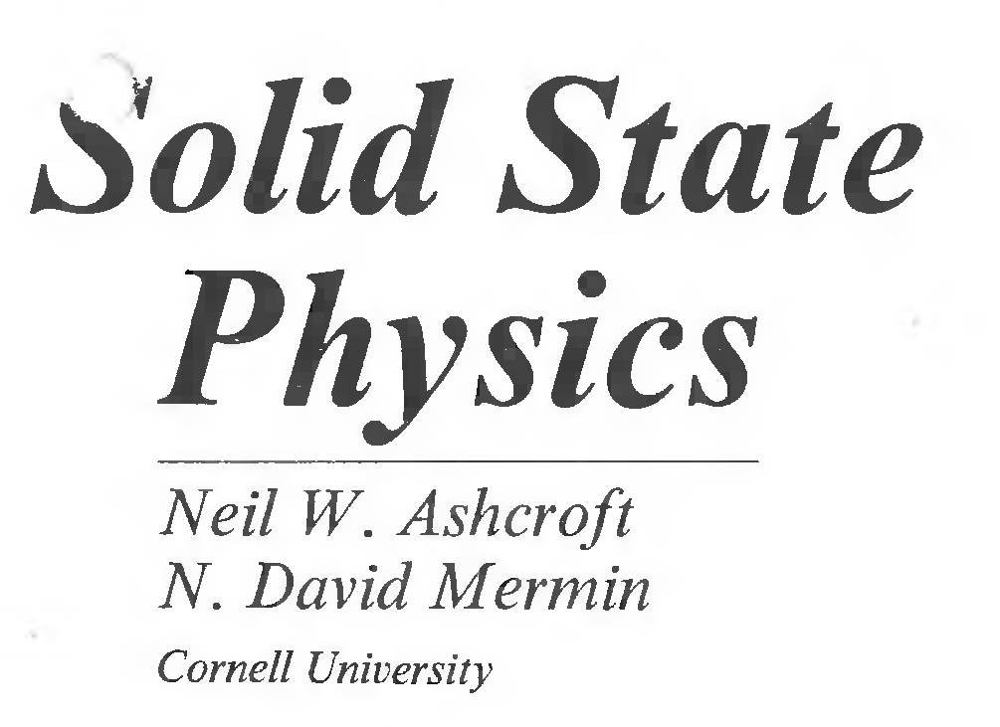 Solid State
Physics
Neil W. Ashcroft
N. David Mermin
Cornell University